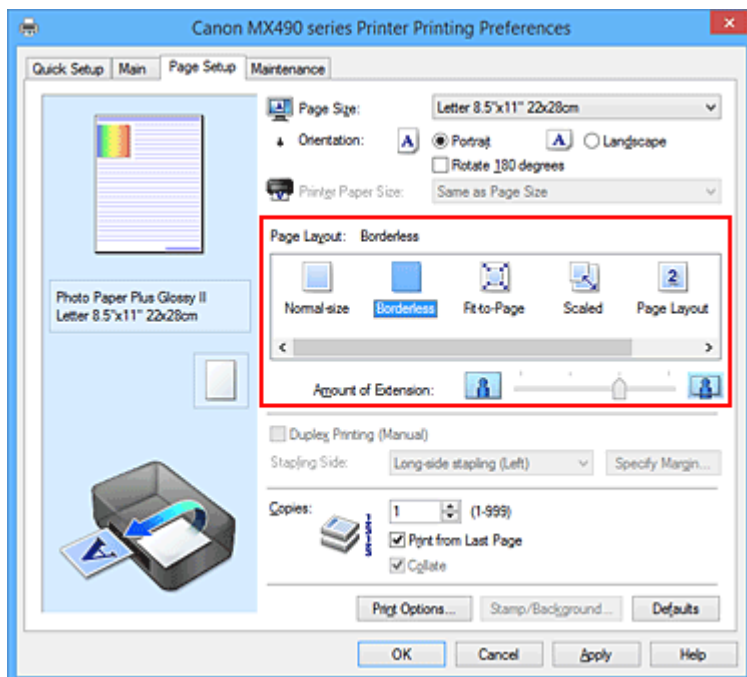 Canon MX490 series Printer Printing Preferences
Quick Setup Main Page Setup Maintenance
Page Size: Letter 8.5"x11" 22x28cm
Orientation: A Portrait A Landscape
Rotate 180 degrees
Printer Paper Size: Same as Page Size
Page Layout: Borderless
2
Normal-size Borderless Fit-to-Page Scaled Page Layout
Photo Paper Plus Glossy II
Letter 8.5"x11" 22x28cm
Amount of Extension:
Duplex Printing (Manual)
Stapling Side: Long-side stapling (Left) Specify Margin...
Copies: 1 (1-999)
Print from Last Page
Collate
A
Print Options... Stamp/Background... Defaults
OK Cancel Apply Help